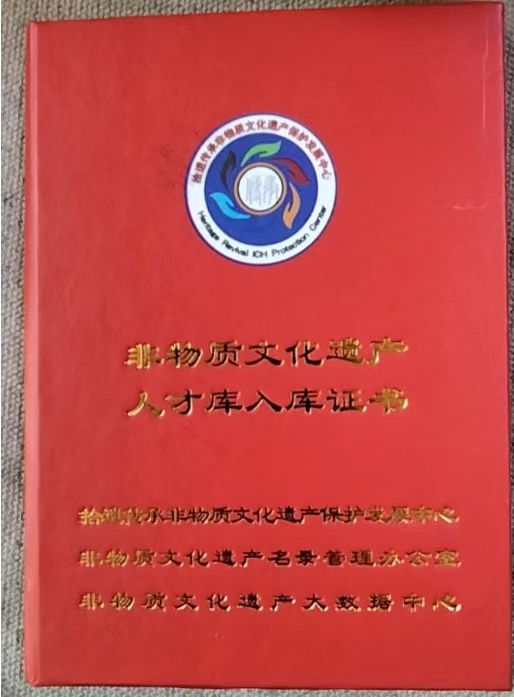 拾遗传承非物质文化遗产保护发展中心
Heritage Revival ICH Protection Center
非物质文化遗产
人才库入库证书
拾遗传承非物质文化遗产保护发展中心
非物质文化遗产名录管理办公室
非物质文化遗产大数据中心